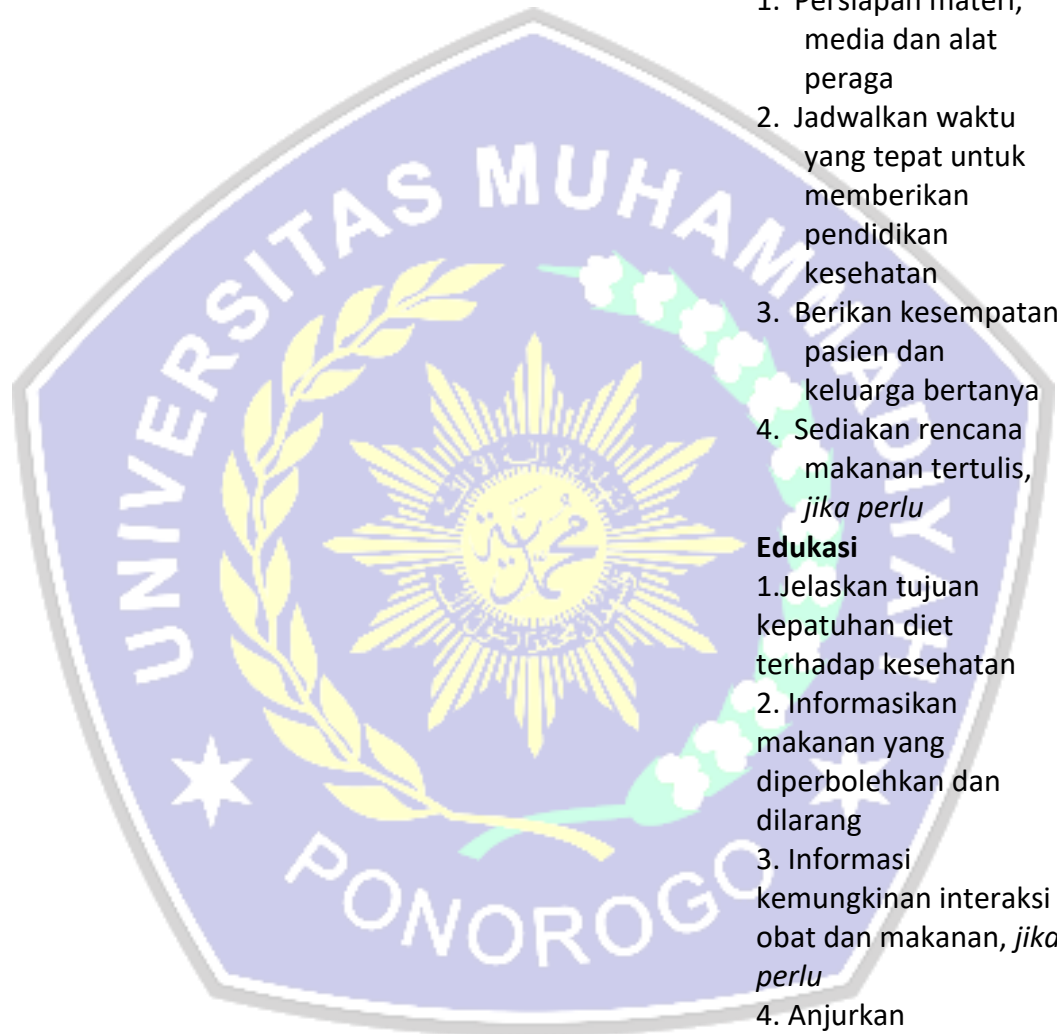 1. Persiapan materi,
media dan alat
peraga
2. Jadwalkan waktu
yang tepat untuk
memberikan
pendidikan
kesehatan
3. Berikan kesempatan
pasien dan
keluarga bertanya
4. Sediakan rencana
makanan tertulis,
jika perlu
Edukasi
1.Jelaskan tujuan
kepatuhan diet
terhadap kesehatan
2. Informasikan
makanan yang
diperbolehkan dan
dilarang
3. Informasi
kemungkinan interaksi
obat dan makanan, jika
perlu
4. Anjurkan
UNIVERSITAS MUHAMMADIYAH
PONOROGO